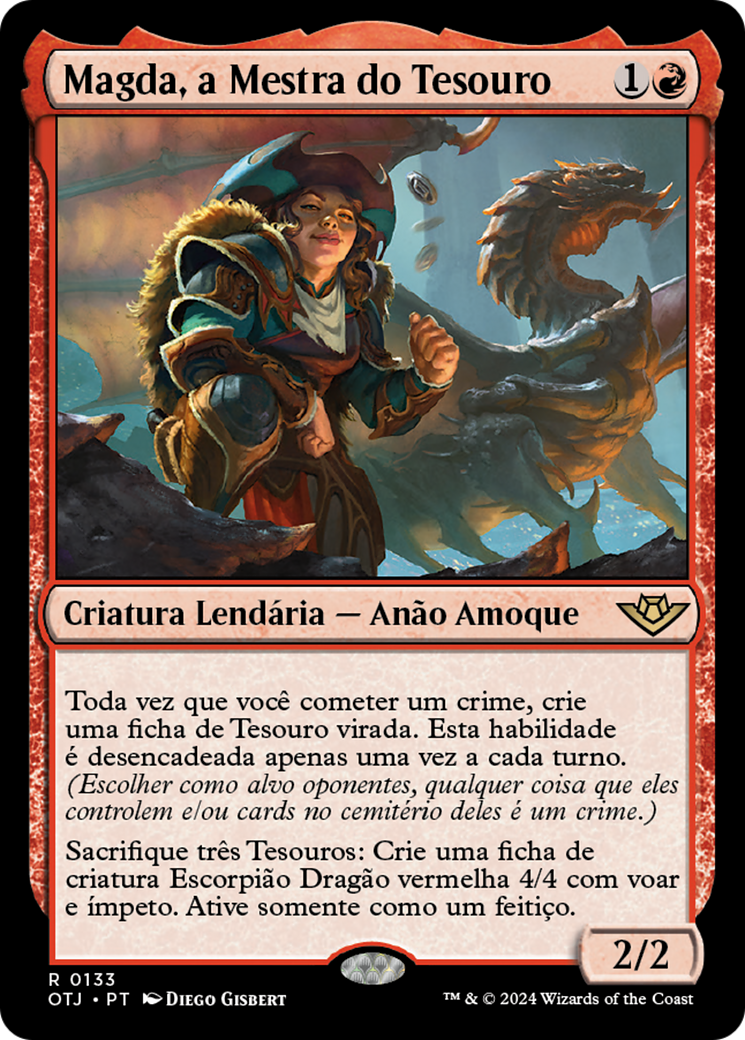 Magda, a Mestra do Tesouro
1
Criatura Lendária — Anão Amoque
Toda vez que você cometer um crime, crie
uma ficha de Tesouro virada. Esta habilidade
é desencadeada apenas uma vez a cada turno.
(Escolher como alvo oponentes, qualquer coisa que eles
controlem e/ou cards no cemitério deles é um crime.)
Sacrifique três Tesouros: Crie uma ficha de
criatura Escorpião Dragão vermelha 4/4 com voar
e ímpeto. Ative somente como um feitiço.
2/2
R 0133
OTJ • PT Diego Gisbert
™ & © 2024 Wizards of the Coast